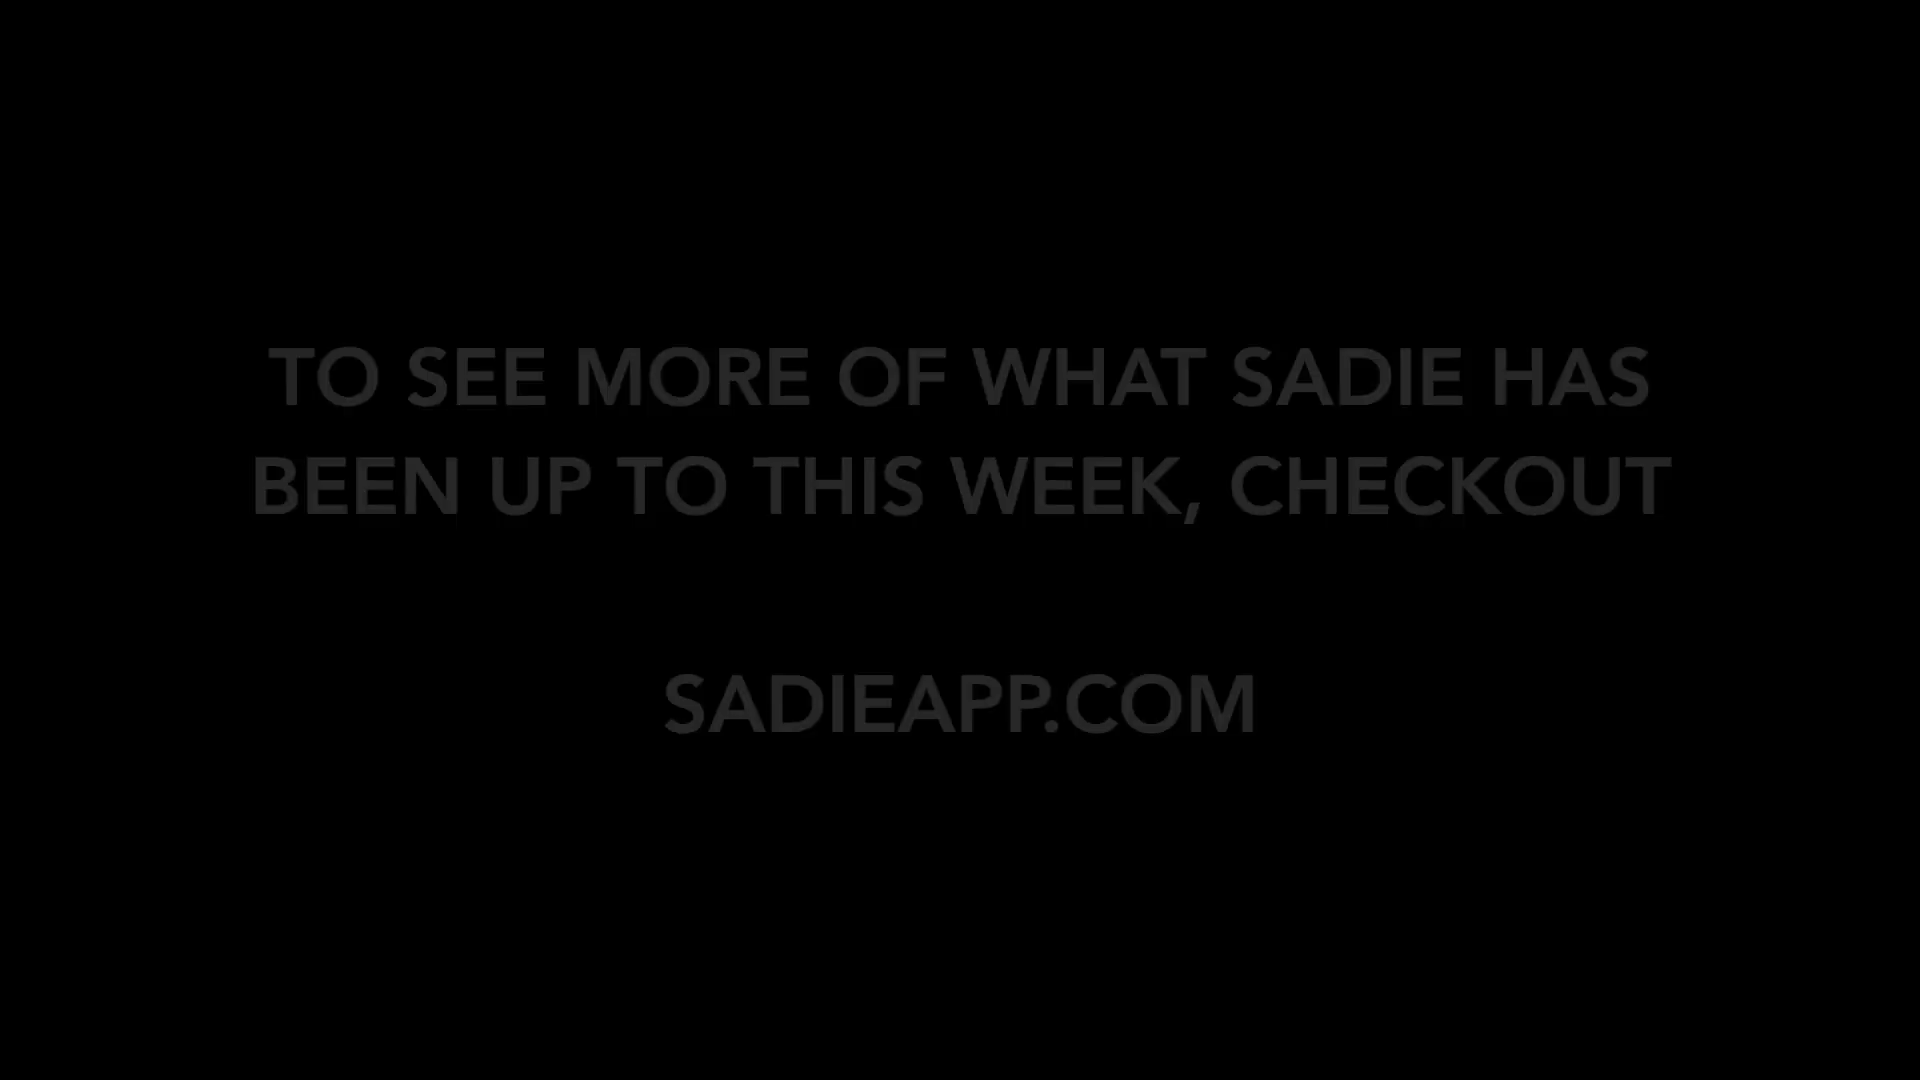 TO SEE MORE OF WHAT SADIE HAS
BEEN UP TO THIS WEEK, CHECKOUT
SADIEAPP.COM